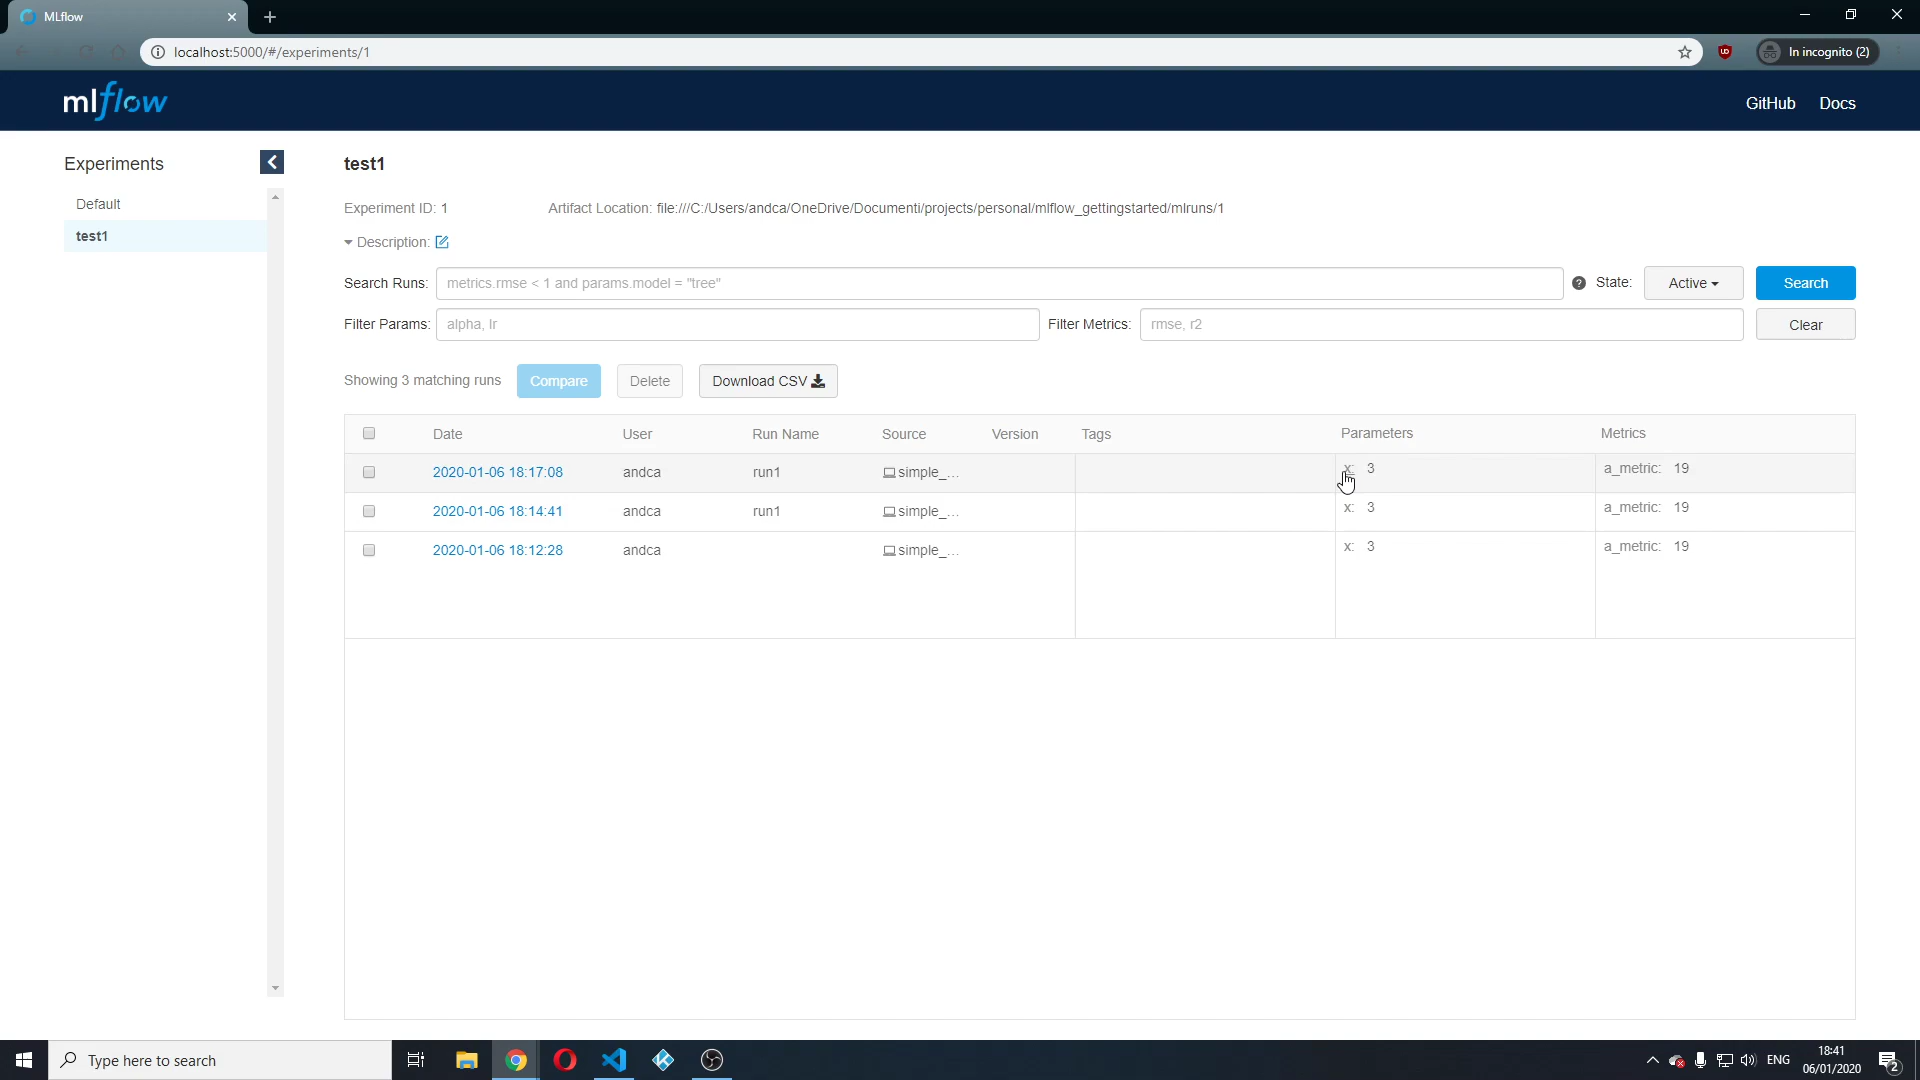 MLflow
localhost:5000/#/experiments/1
In incognito (2)
mlflow
GitHub Docs
Experiments
Default
test1
test1
Experiment ID: 1 Artifact Location: file:///C:/Users/andca/OneDrive/Documenti/projects/personal/mlflow_gettingstarted/mlruns/1
Description:
Search Runs: metrics.rmse < 1 and params.model = "tree" ? State: Active Search
Filter Params: alpha, lr Filter Metrics: rmse, r2 Clear
Showing 3 matching runs Compare Delete Download CSV
Date User Run Name Source Version Tags Parameters Metrics
2020-01-06 18:17:08 andca run1 simple_... x: 3 a_metric: 19
2020-01-06 18:14:41 andca run1 simple_... x: 3 a_metric: 19
2020-01-06 18:12:28 andca simple_... x: 3 a_metric: 19
Type here to search
ENG
18:41
06/01/2020
2